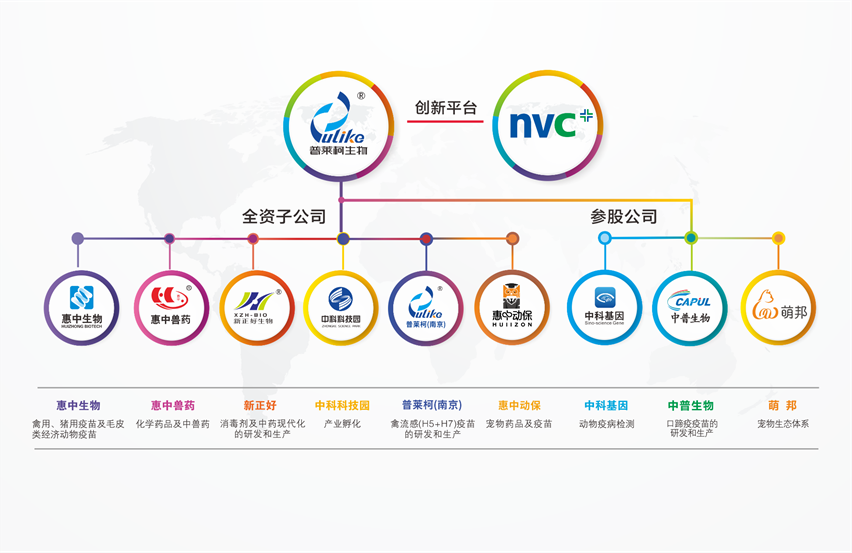 ulike
®
普莱柯生物
创新平台
nvc+
全资子公司
参股公司
惠中生物
HUIZHONG BIOTECH
®
惠中兽药
®
XZH-BIO
新正好生物
中科科技园
ZHONGKE SCIENCE PARK
®
ulike
普莱柯(南京)
惠中动保
HUIIZON
中科基因
Sino-science Gene
CAPUL
中普生物
萌邦
惠中生物
惠中兽药
新正好
中科科技园
普莱柯(南京)
惠中动保
中科基因
中普生物
萌 邦
禽用、猪用疫苗及毛皮
类经济动物疫苗
化学药品及中兽药
消毒剂及中药现代化
的研发和生产
产业孵化
禽流感(H5+H7)疫苗
的研发和生产
宠物药品及疫苗
动物疫病检测
口蹄疫疫苗的
研发和生产
宠物生态体系